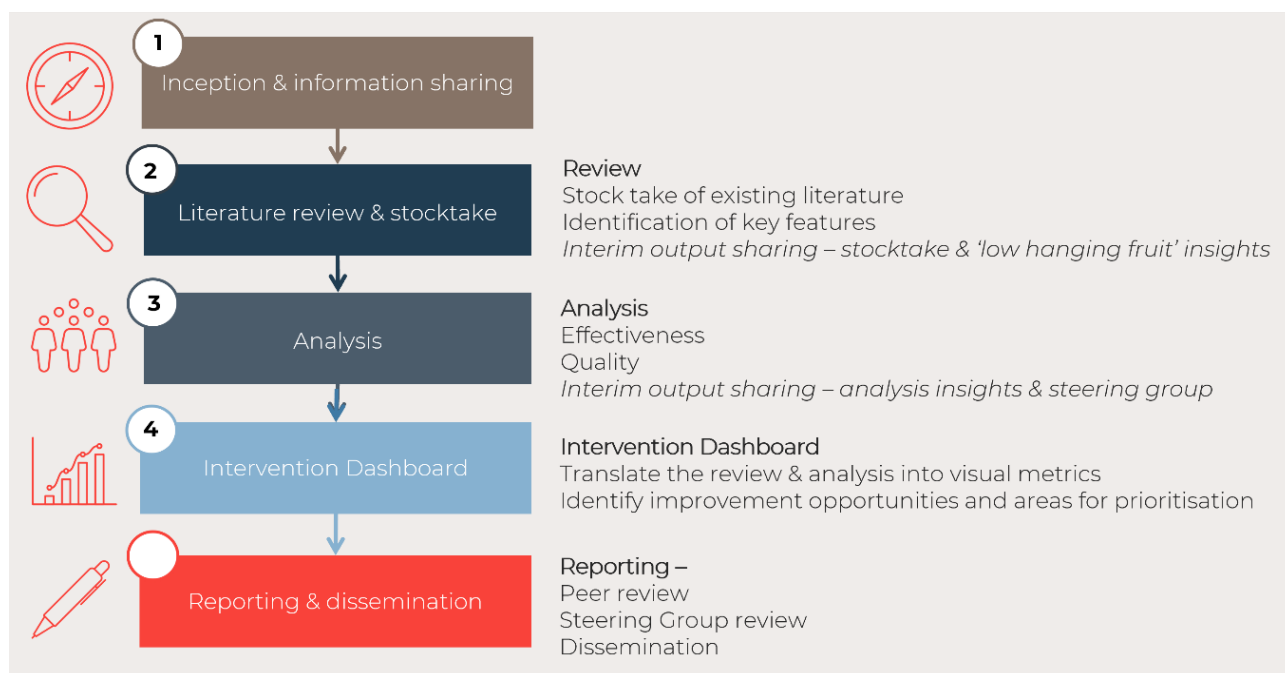 1
Inception & information sharing
2
Literature review & stocktake
Review
Stock take of existing literature
Identification of key features
Interim output sharing – stocktake & ‘low hanging fruit’ insights
3
Analysis
Analysis
Effectiveness
Quality
Interim output sharing – analysis insights & steering group
4
Intervention Dashboard
Intervention Dashboard
Translate the review & analysis into visual metrics
Identify improvement opportunities and areas for prioritisation
Reporting & dissemination
Reporting –
Peer review
Steering Group review
Dissemination